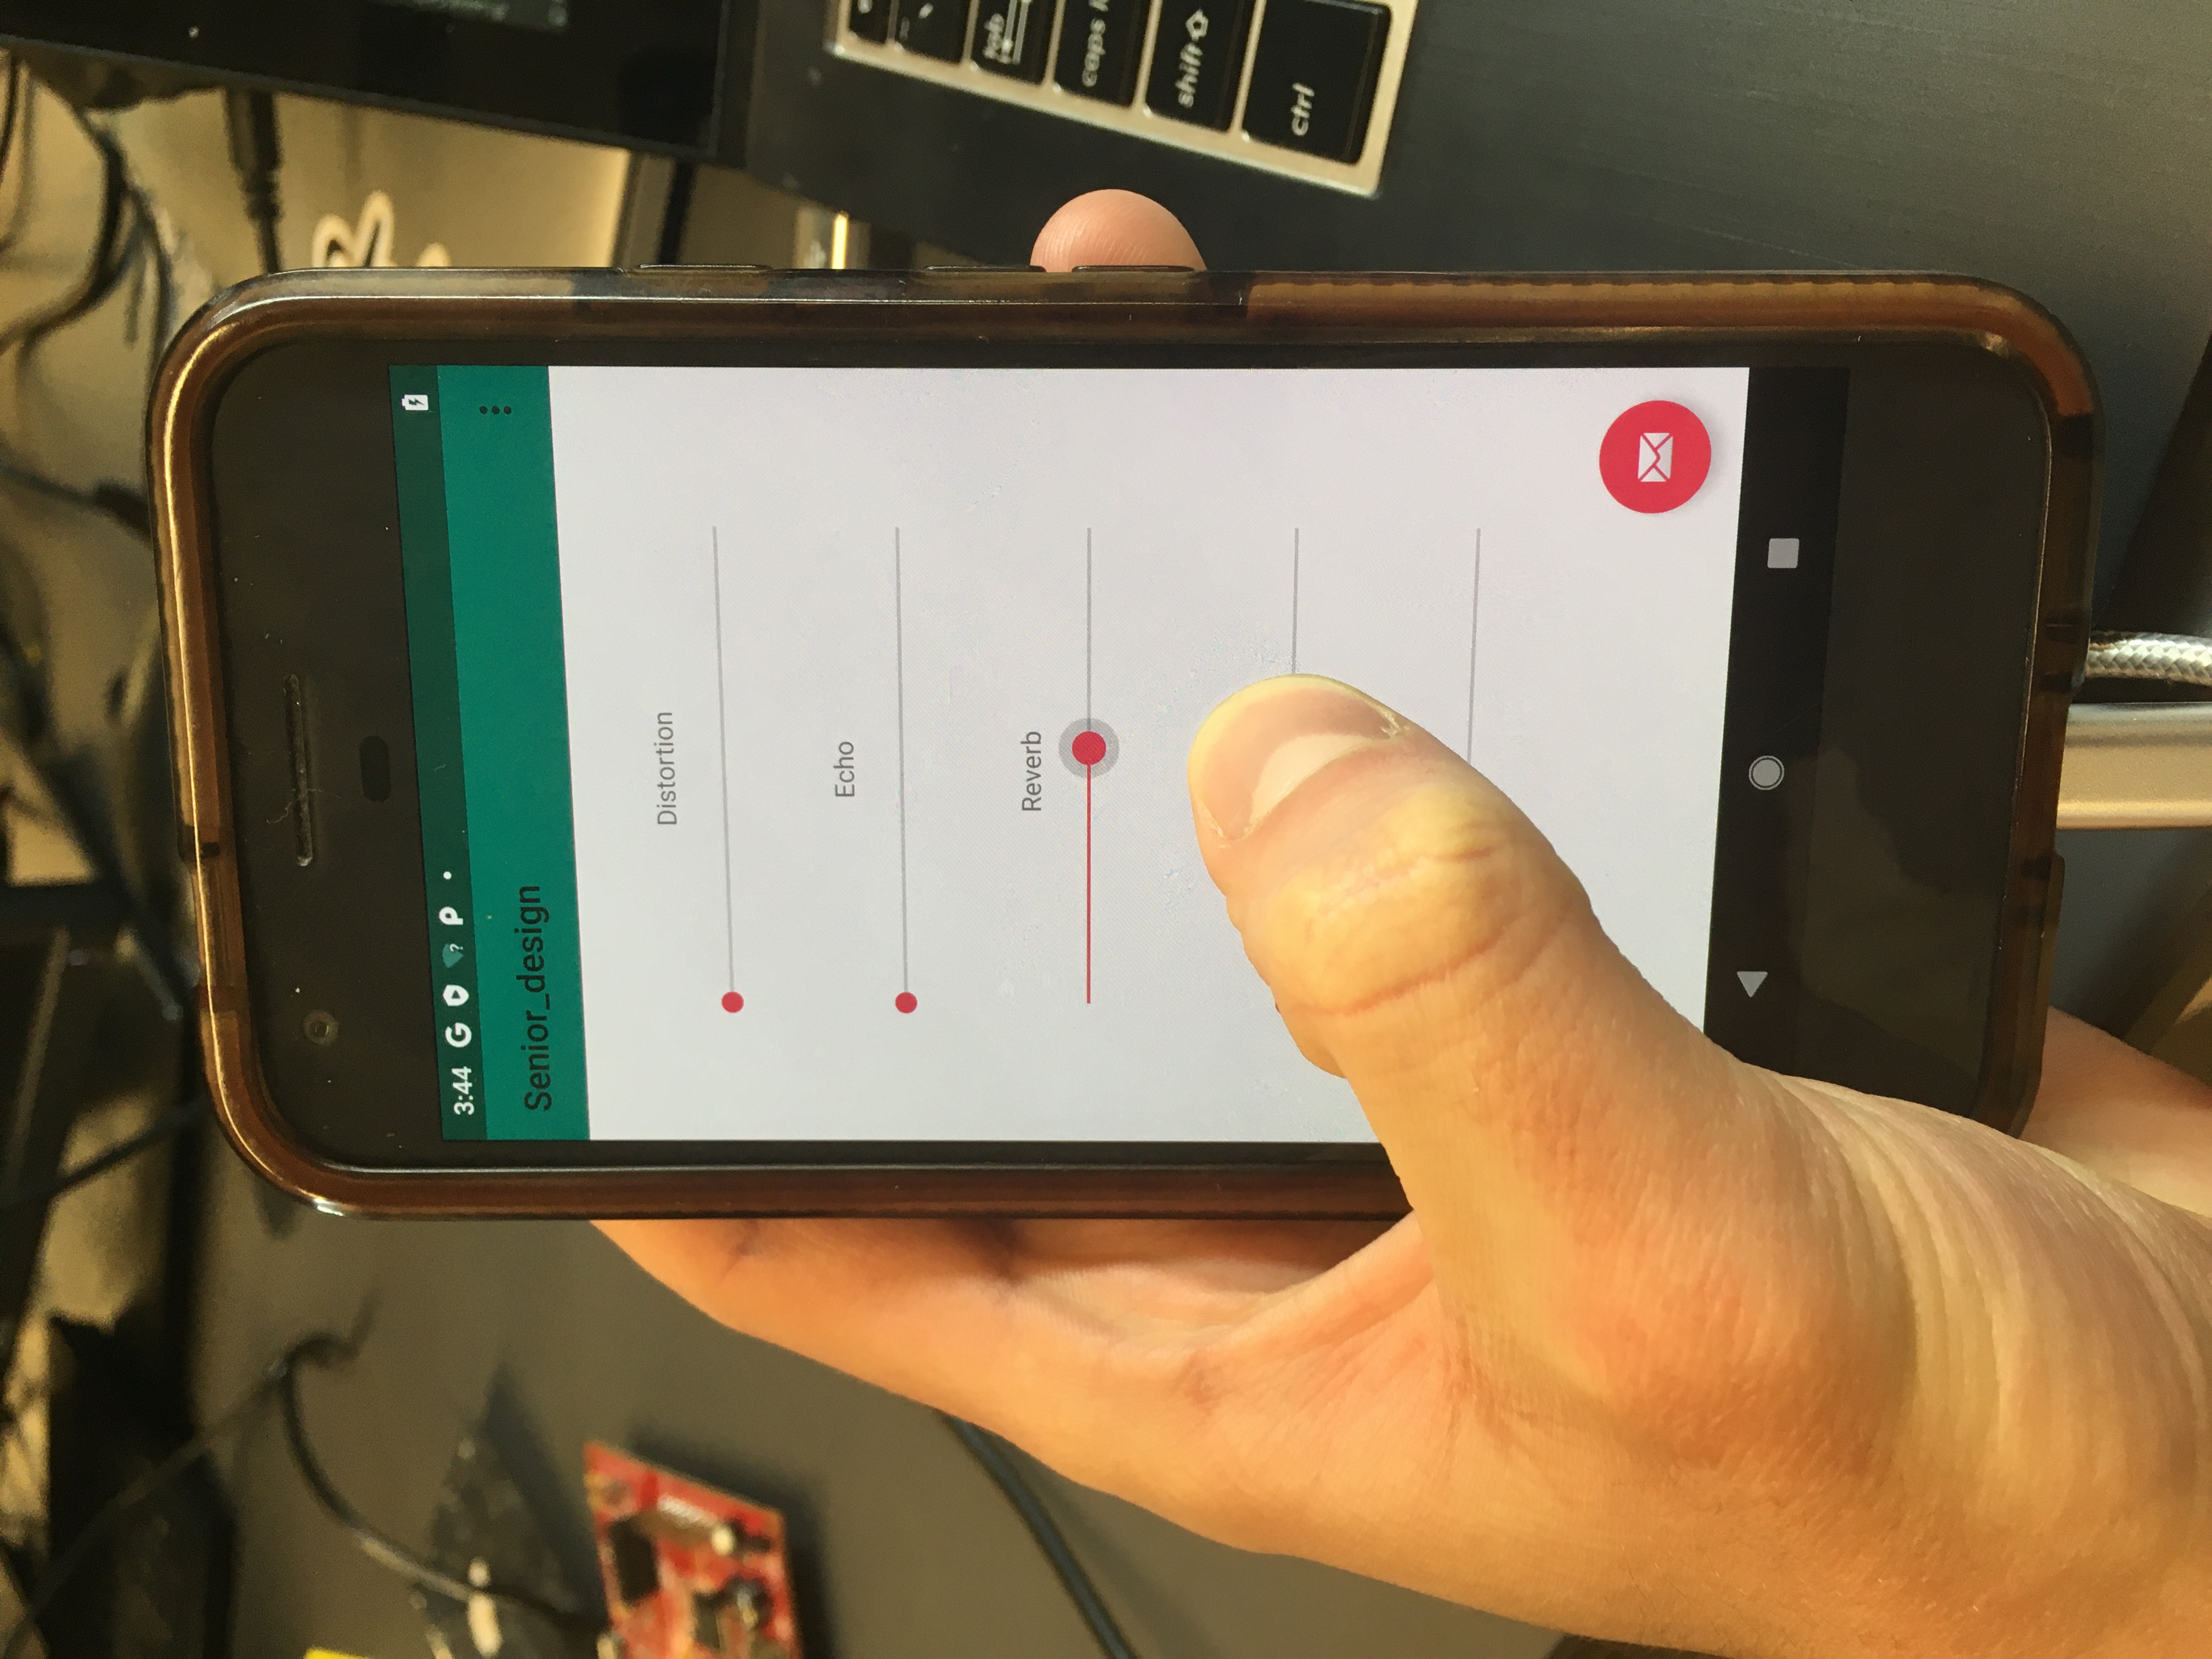 3:44
Senior_design
Distortion
Echo
Reverb
tab
caps
shift
ctrl